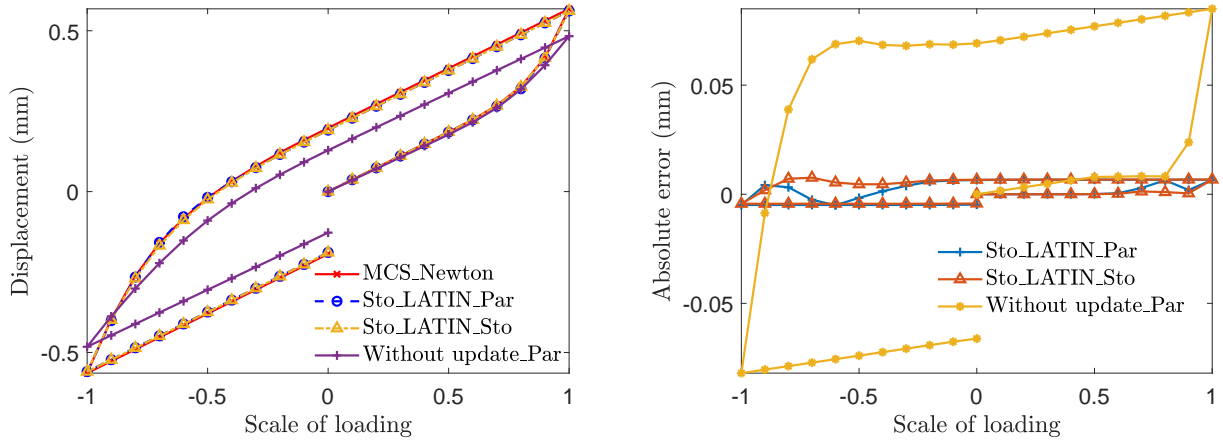 0.5
0
-0.5
Displacement (mm)
-1
-0.5
0
0.5
1
Scale of loading
MCS_Newton
Sto_LATIN_Par
Sto_LATIN_Sto
Without update_Par
0.05
0
-0.05
Absolute error (mm)
-1
-0.5
0
0.5
1
Scale of loading
Sto_LATIN_Par
Sto_LATIN_Sto
Without update_Par